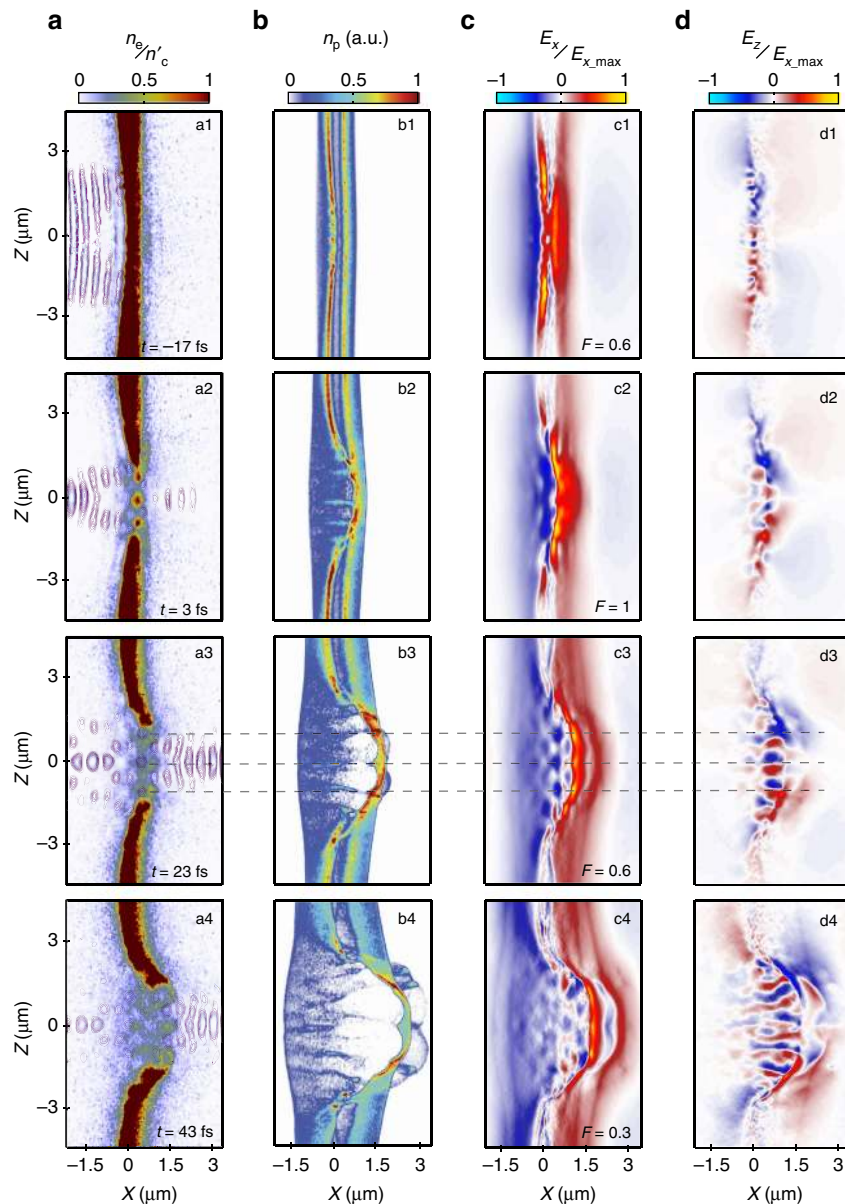 a b c d
nₑ/n′c nₚ (a.u.) Eₓ/Eₓ_max E_z/Eₓ_max
0 0.5 1 0 0.5 1 −1 0 1 −1 0 1
a1 b1 c1 d1
3
0
−3
Z (μm)
t = −17 fs F = 0.6
a2 b2 c2 d2
3
0
−3
Z (μm)
t = 3 fs F = 1
a3 b3 c3 d3
3
0
−3
Z (μm)
t = 23 fs F = 0.6
a4 b4 c4 d4
3
0
−3
Z (μm)
t = 43 fs F = 0.3
−1.5 0 1.5 3 −1.5 0 1.5 3 −1.5 0 1.5 3 −1.5 0 1.5 3
X (μm) X (μm) X (μm) X (μm)